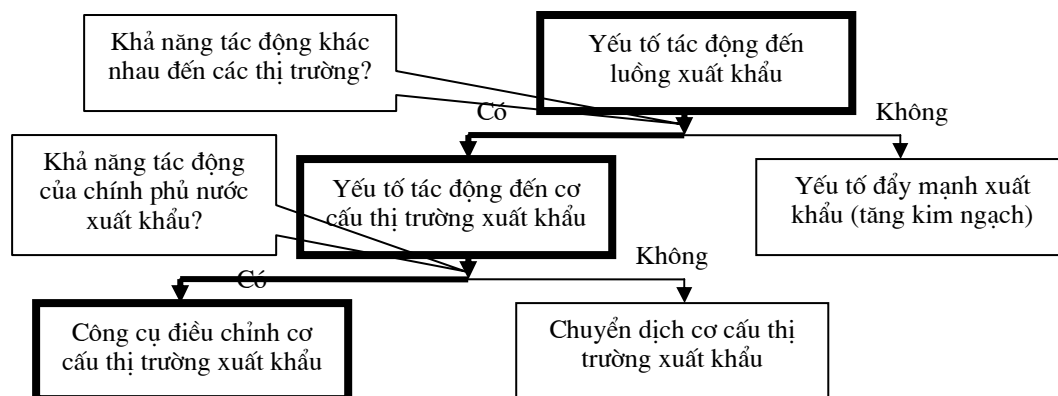 Khả năng tác động khác
nhau đến các thị trường?
Yếu tố tác động đến
luồng xuất khẩu
Có
Không
Khả năng tác động
của chính phủ nước
xuất khẩu?
Yếu tố tác động đến cơ
cấu thị trường xuất khẩu
Yếu tố đẩy mạnh xuất
khẩu (tăng kim ngạch)
Có
Không
Công cụ điều chỉnh cơ
cấu thị trường xuất khẩu
Chuyển dịch cơ cấu thị
trường xuất khẩu